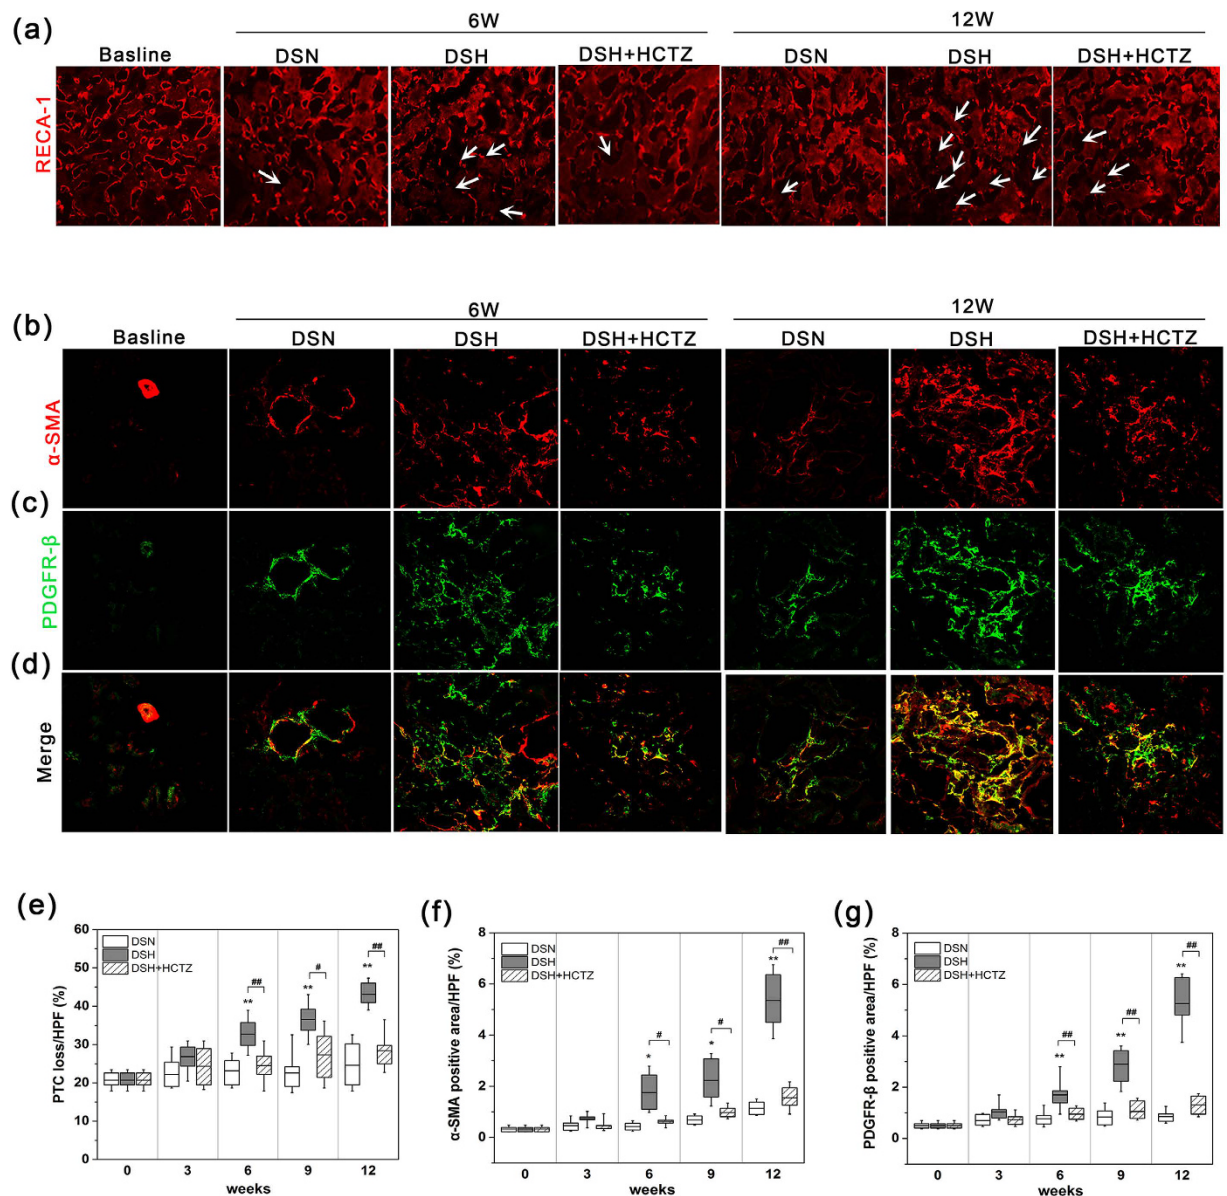 (a)
6W
12W
Basline
DSN
DSH
DSH+HCTZ
DSN
DSH
DSH+HCTZ
RECA-1
(b)
6W
12W
Basline
DSN
DSH
DSH+HCTZ
DSN
DSH
DSH+HCTZ
α-SMA
(c)
PDGFR-β
(d)
Merge
(e)
PTC loss/HPF (%)
60
50
40
30
20
10
0
DSN
DSH
DSH+HCTZ
**
##
**
#
**
##
0 3 6 9 12
weeks
(f)
α-SMA positive area/HPF (%)
8
6
4
2
0
DSN
DSH
DSH+HCTZ
*
#
*
#
**
##
0 3 6 9 12
weeks
(g)
PDGFR-β positive area/HPF (%)
8
6
4
2
0
DSN
DSH
DSH+HCTZ
**
##
**
##
**
##
0 3 6 9 12
weeks